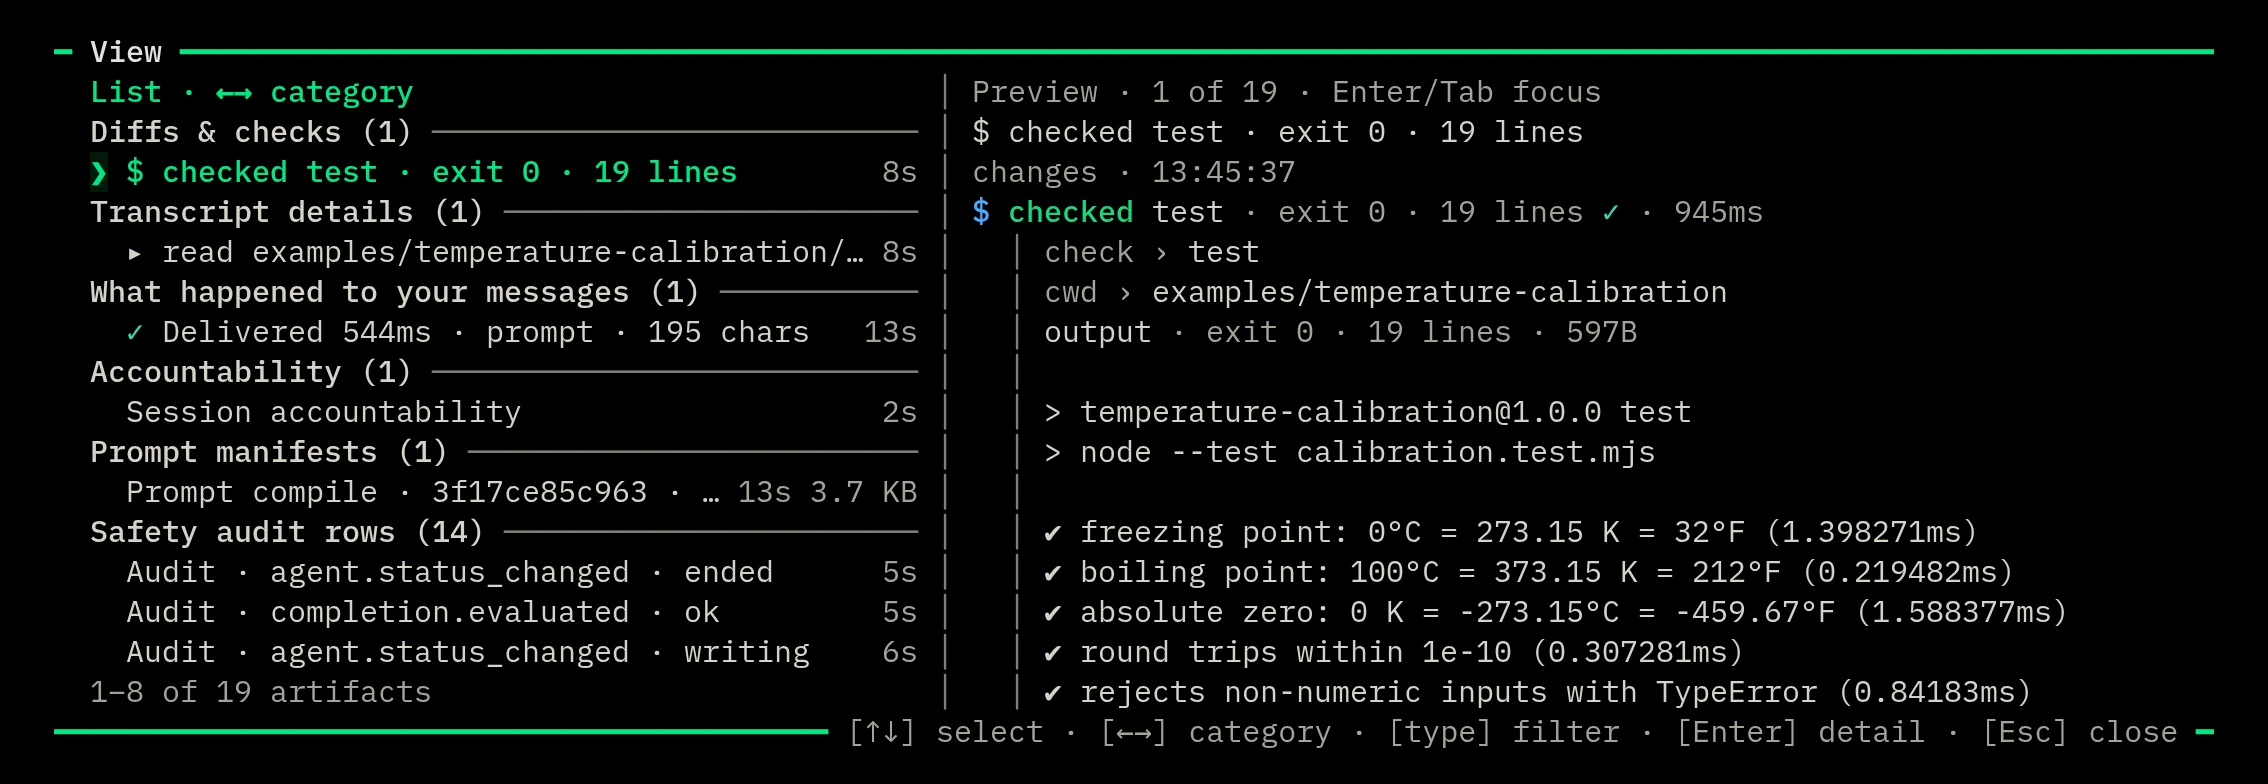 View
List · ←→ category
Diffs & checks (1)
❯ $ checked test · exit 0 · 19 lines 8s
Transcript details (1)
▸ read examples/temperature-calibration/… 8s
What happened to your messages (1)
✓ Delivered 544ms · prompt · 195 chars 13s
Accountability (1)
Session accountability 2s
Prompt manifests (1)
Prompt compile · 3f17ce85c963 · … 13s 3.7 KB
Safety audit rows (14)
Audit · agent.status_changed · ended 5s
Audit · completion.evaluated · ok 5s
Audit · agent.status_changed · writing 6s
1–8 of 19 artifacts
Preview · 1 of 19 · Enter/Tab focus
$ checked test · exit 0 · 19 lines
changes · 13:45:37
$ checked test · exit 0 · 19 lines ✓ · 945ms
check › test
cwd › examples/temperature-calibration
output · exit 0 · 19 lines · 597B
> temperature-calibration@1.0.0 test
> node --test calibration.test.mjs
✔ freezing point: 0°C = 273.15 K = 32°F (1.398271ms)
✔ boiling point: 100°C = 373.15 K = 212°F (0.219482ms)
✔ absolute zero: 0 K = -273.15°C = -459.67°F (1.588377ms)
✔ round trips within 1e-10 (0.307281ms)
✔ rejects non-numeric inputs with TypeError (0.84183ms)
[↑↓] select · [←→] category · [type] filter · [Enter] detail · [Esc] close